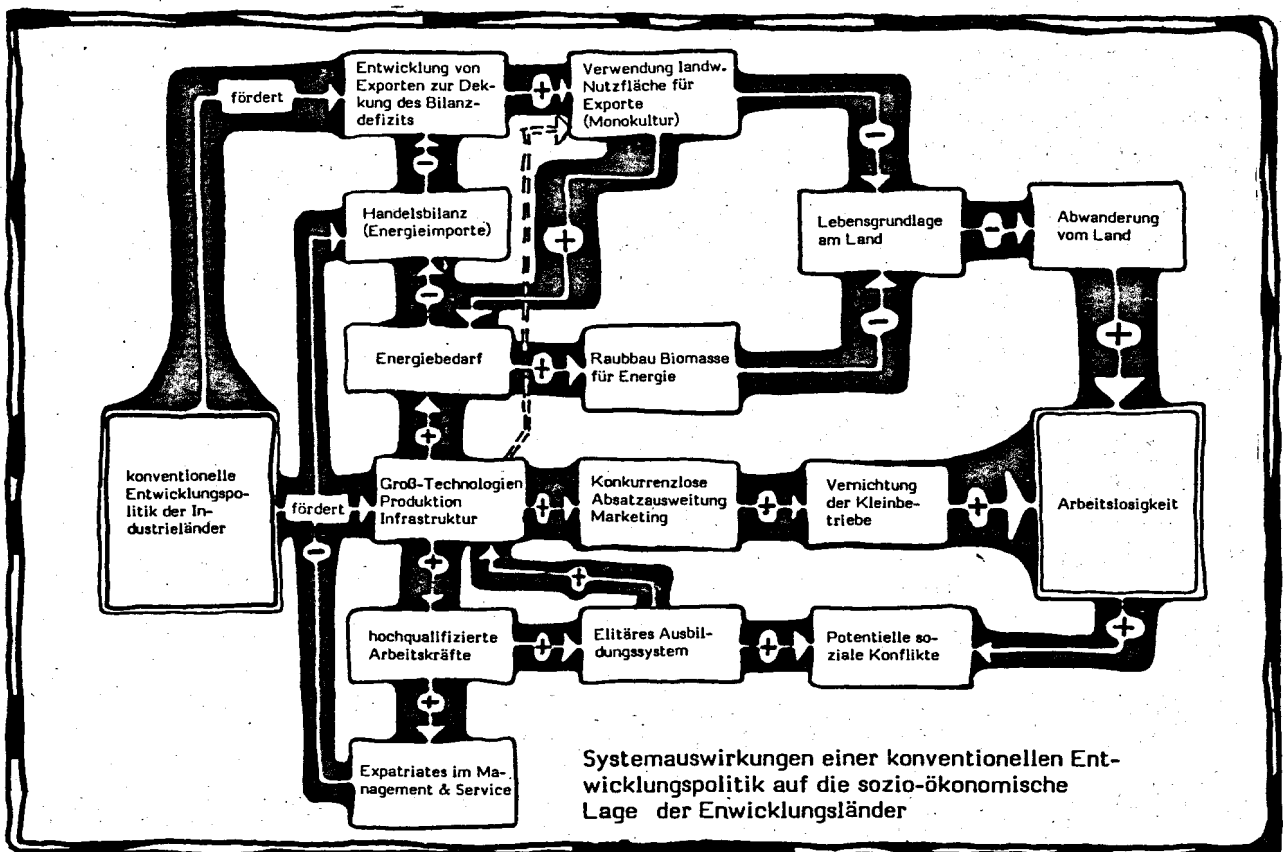 Entwicklung von
Exporten zur Dek-
kung des Bilanz-
defizits
fördert
+
Verwendung landw.
Nutzfläche für
Exporte
(Monokultur)
−
−
Handelsbilanz
(Energieimporte)
+
Lebensgrundlage
am Land
−
Abwanderung
vom Land
−
Energiebedarf
+
Raubbau Biomasse
für Energie
−
+
+
konventionelle
Entwicklungspo-
litik der In-
dustrieländer
fördert
Groß-Technologien
Produktion
Infrastruktur
+
Konkurrenzlose
Absatzausweitung
Marketing
+
Vernichtung
der Kleinbe-
triebe
+
Arbeitslosigkeit
−
+
+
hochqualifizierte
Arbeitskräfte
+
Elitäres Ausbil-
dungssystem
+
Potentielle so-
ziale Konflikte
+
+
Expatriates im Ma-
nagement & Service
Systemauswirkungen einer konventionellen Ent-
wicklungspolitik auf die sozio-ökonomische
Lage der Enwicklungsländer